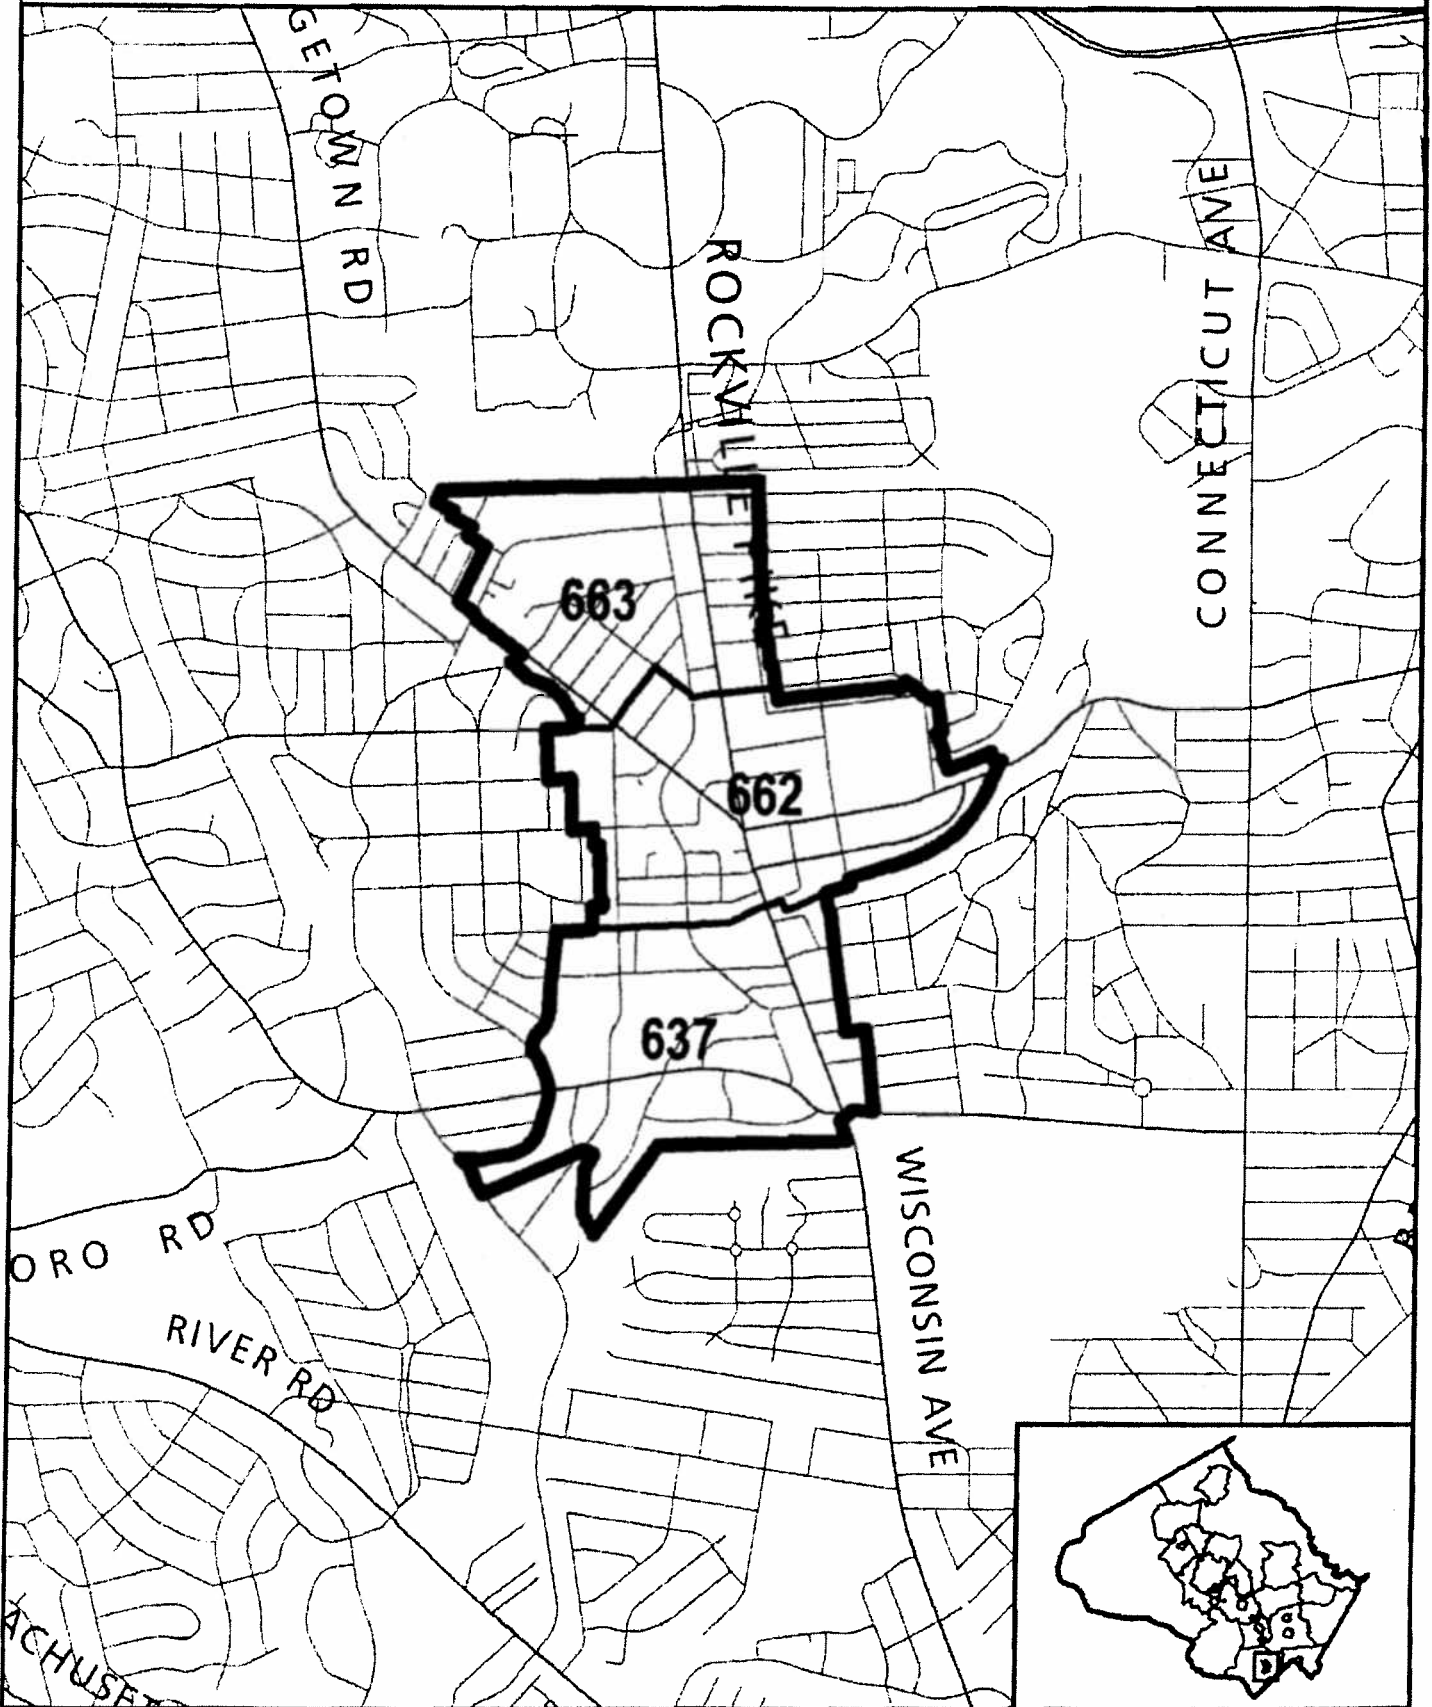 GETOWN RD
ROCKVILLE PIKE
CONNECTICUT AVE
663
662
637
WISCONSIN AVE
ORO RD
RIVER RD
ACHUSET